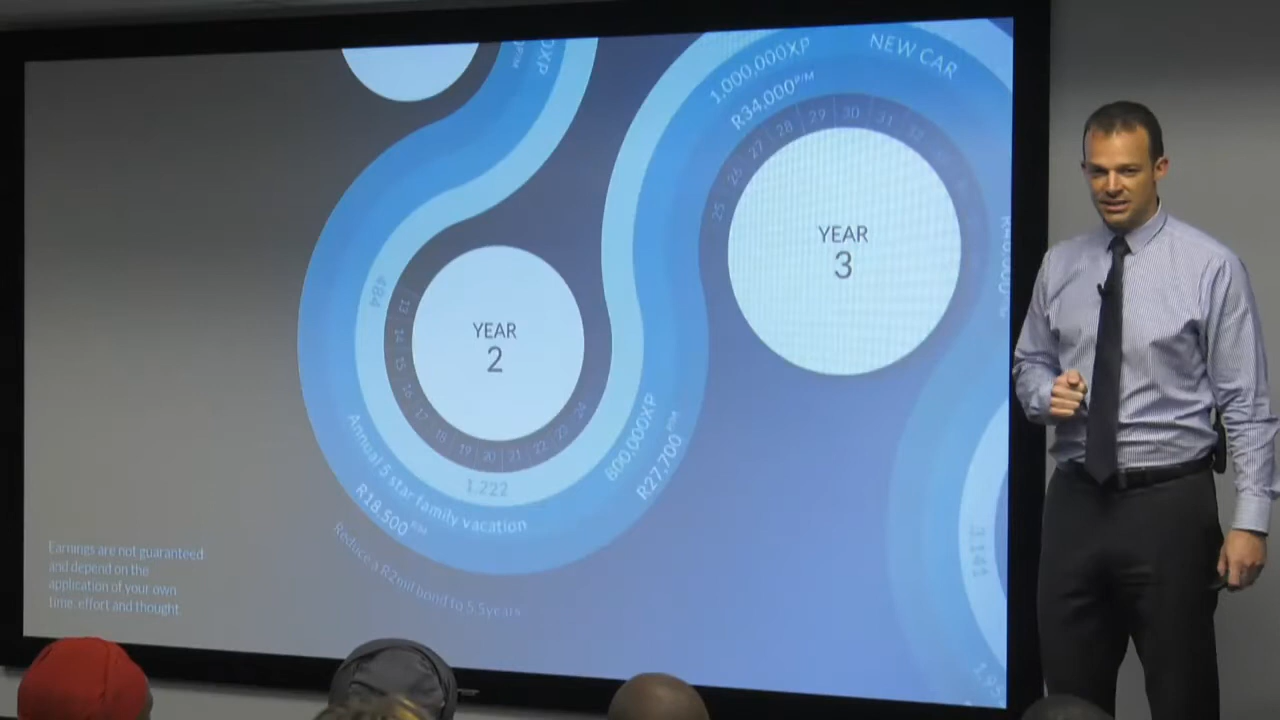 0XP
1,000,000XP
NEW CAR
R34,000P/M
25 26 27 28 29 30 31 32
YEAR
3
484
13 14 15 16 17 18 19 20 21 22 23 24
YEAR
2
1,222
Annual 5 star family vacation
R18,500P/M
600,000XP
R27,700P/M
Reduce a R2mil bond to 5.5years
Earnings are not guaranteed
and depend on the
application of your own
time, effort and thought.